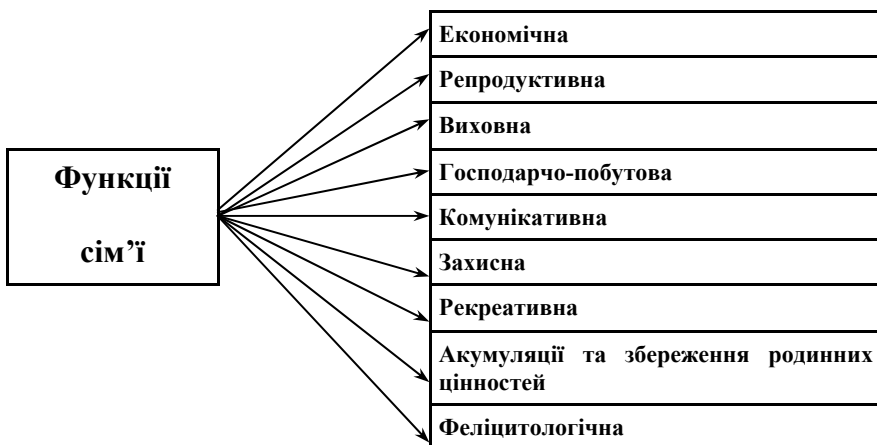 Функції
сім’ї
Економічна
Репродуктивна
Виховна
Господарчо-побутова
Комунікативна
Захисна
Рекреативна
Акумуляції та збереження родинних
цінностей
Феліцитологічна